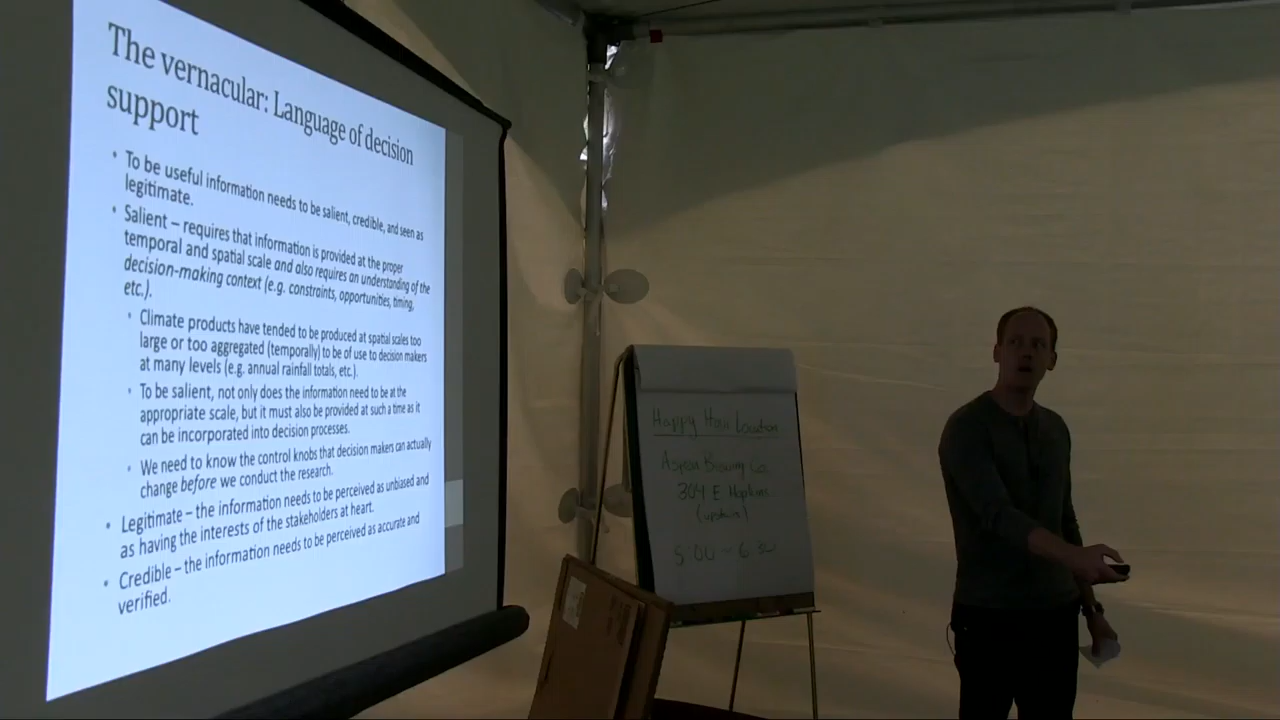 The vernacular: Language of decision
support
• To be useful information needs to be salient, credible, and seen as
legitimate.
• Salient – requires that information is provided at the proper
temporal and spatial scale and also requires an understanding of the
decision-making context (e.g. constraints, opportunities, timing,
etc.).
• Climate products have tended to be produced at spatial scales too
large or too aggregated (temporally) to be of use to decision makers
at many levels (e.g. annual rainfall totals, etc.).
• To be salient, not only does the information need to be at the
appropriate scale, but it must also be provided at such a time as it
can be incorporated into decision processes.
• We need to know the control knobs that decision makers can actually
change before we conduct the research.
• Legitimate – the information needs to be perceived as unbiased and
as having the interests of the stakeholders at heart.
• Credible – the information needs to be perceived as accurate and
verified.
Happy Hour Location
Aspen Brewing Co.
304 E Hopkins
(upstairs)
5:00 - 6:30